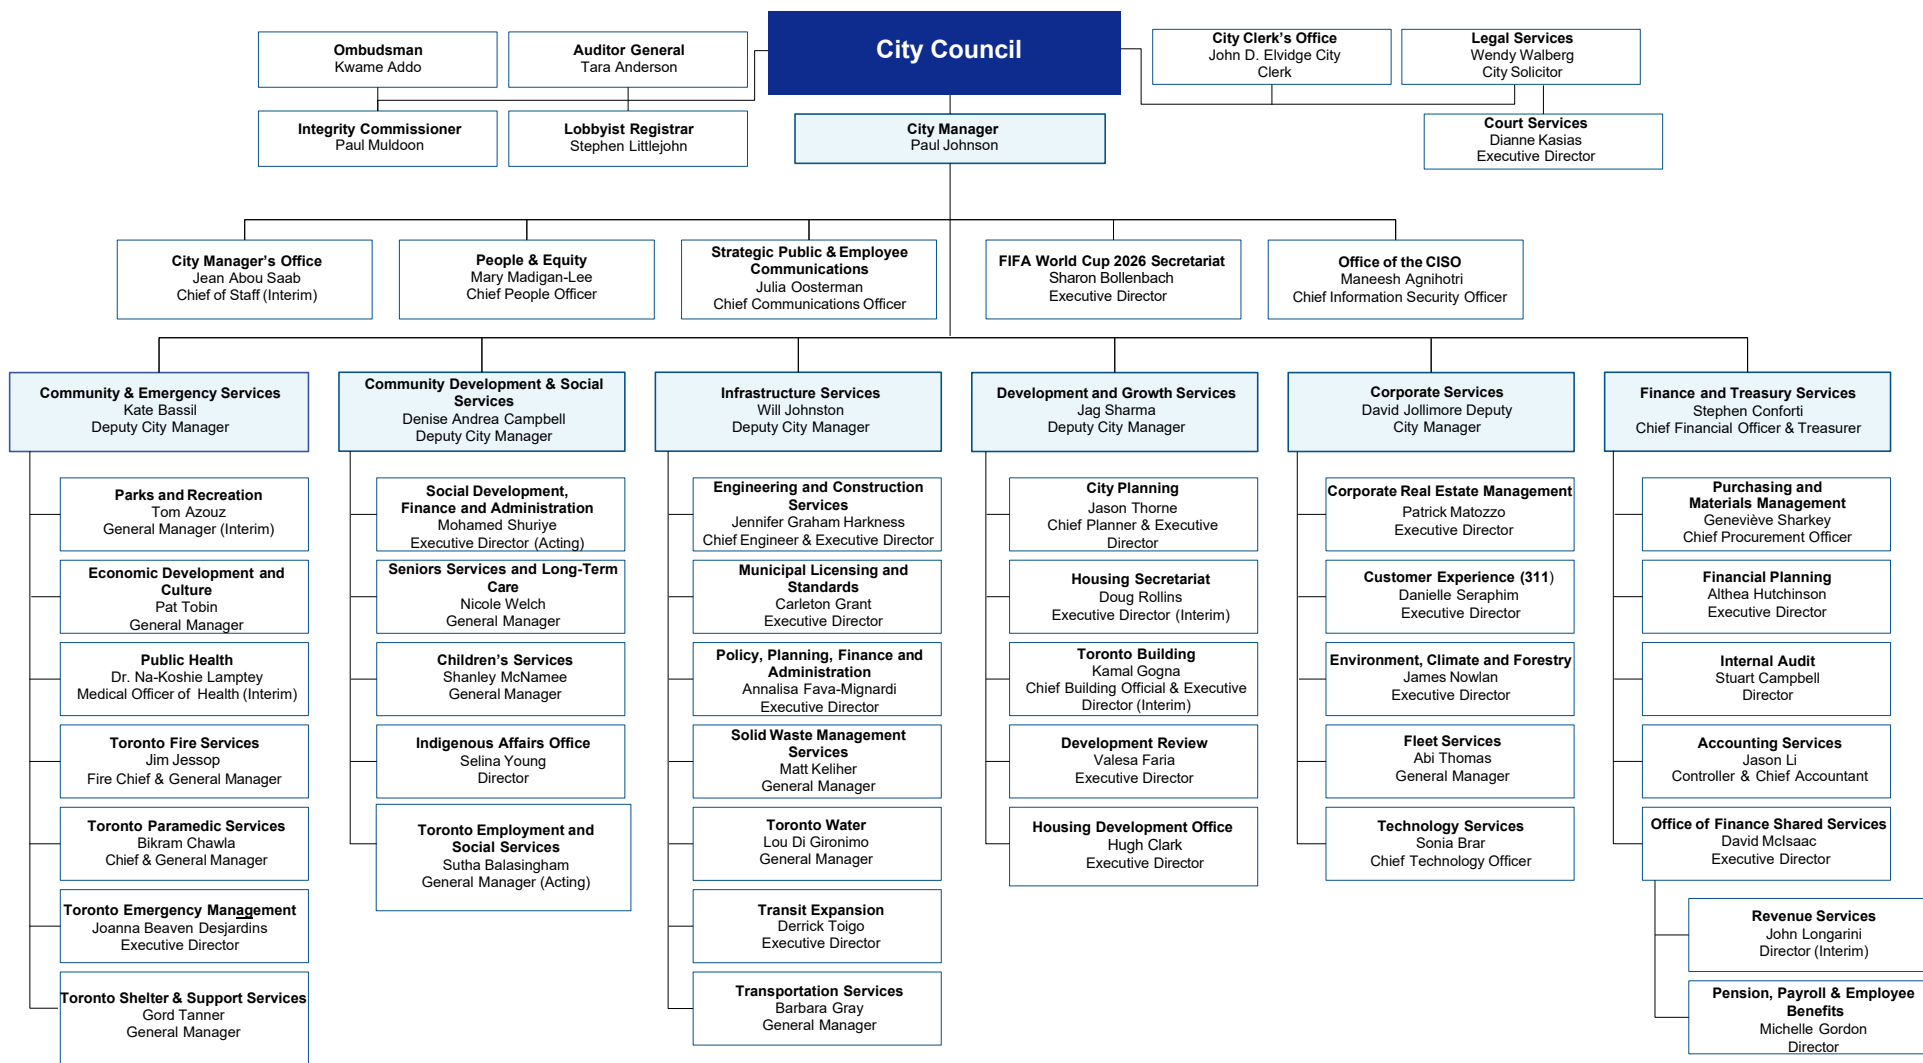 City Council
Ombudsman
Kwame Addo
Auditor General
Tara Anderson
City Clerk's Office
John D. Elvidge City
Clerk
Legal Services
Wendy Walberg
City Solicitor
Integrity Commissioner
Paul Muldoon
Lobbyist Registrar
Stephen Littlejohn
City Manager
Paul Johnson
Court Services
Dianne Kasias
Executive Director
City Manager's Office
Jean Abou Saab
Chief of Staff (Interim)
People & Equity
Mary Madigan-Lee
Chief People Officer
Strategic Public & Employee
Communications
Julia Oosterman
Chief Communications Officer
FIFA World Cup 2026 Secretariat
Sharon Bollenbach
Executive Director
Office of the CISO
Maneesh Agnihotri
Chief Information Security Officer
Community & Emergency Services
Kate Bassil
Deputy City Manager
Community Development & Social
Services
Denise Andrea Campbell
Deputy City Manager
Infrastructure Services
Will Johnston
Deputy City Manager
Development and Growth Services
Jag Sharma
Deputy City Manager
Corporate Services
David Jollimore Deputy
City Manager
Finance and Treasury Services
Stephen Conforti
Chief Financial Officer & Treasurer
Parks and Recreation
Tom Azouz
General Manager (Interim)
Economic Development and
Culture
Pat Tobin
General Manager
Public Health
Dr. Na-Koshie Lamptey
Medical Officer of Health (Interim)
Toronto Fire Services
Jim Jessop
Fire Chief & General Manager
Toronto Paramedic Services
Bikram Chawla
Chief & General Manager
Toronto Emergency Management
Joanna Beaven Desjardins
Executive Director
Toronto Shelter & Support Services
Gord Tanner
General Manager
Social Development,
Finance and Administration
Mohamed Shuriye
Executive Director (Acting)
Seniors Services and Long-Term
Care
Nicole Welch
General Manager
Children's Services
Shanley McNamee
General Manager
Indigenous Affairs Office
Selina Young
Director
Toronto Employment and
Social Services
Sutha Balasingham
General Manager (Acting)
Engineering and Construction
Services
Jennifer Graham Harkness
Chief Engineer & Executive Director
Municipal Licensing and
Standards
Carleton Grant
Executive Director
Policy, Planning, Finance and
Administration
Annalisa Fava-Mignardi
Executive Director
Solid Waste Management
Services
Matt Keliher
General Manager
Toronto Water
Lou Di Gironimo
General Manager
Transit Expansion
Derrick Toigo
Executive Director
Transportation Services
Barbara Gray
General Manager
City Planning
Jason Thorne
Chief Planner & Executive
Director
Housing Secretariat
Doug Rollins
Executive Director (Interim)
Toronto Building
Kamal Gogna
Chief Building Official & Executive
Director (Interim)
Development Review
Valesa Faria
Executive Director
Housing Development Office
Hugh Clark
Executive Director
Corporate Real Estate Management
Patrick Matozzo
Executive Director
Customer Experience (311)
Danielle Seraphim
Executive Director
Environment, Climate and Forestry
James Nowlan
Executive Director
Fleet Services
Abi Thomas
General Manager
Technology Services
Sonia Brar
Chief Technology Officer
Purchasing and
Materials Management
Geneviève Sharkey
Chief Procurement Officer
Financial Planning
Althea Hutchinson
Executive Director
Internal Audit
Stuart Campbell
Director
Accounting Services
Jason Li
Controller & Chief Accountant
Office of Finance Shared Services
David McIsaac
Executive Director
Revenue Services
John Longarini
Director (Interim)
Pension, Payroll & Employee
Benefits
Michelle Gordon
Director